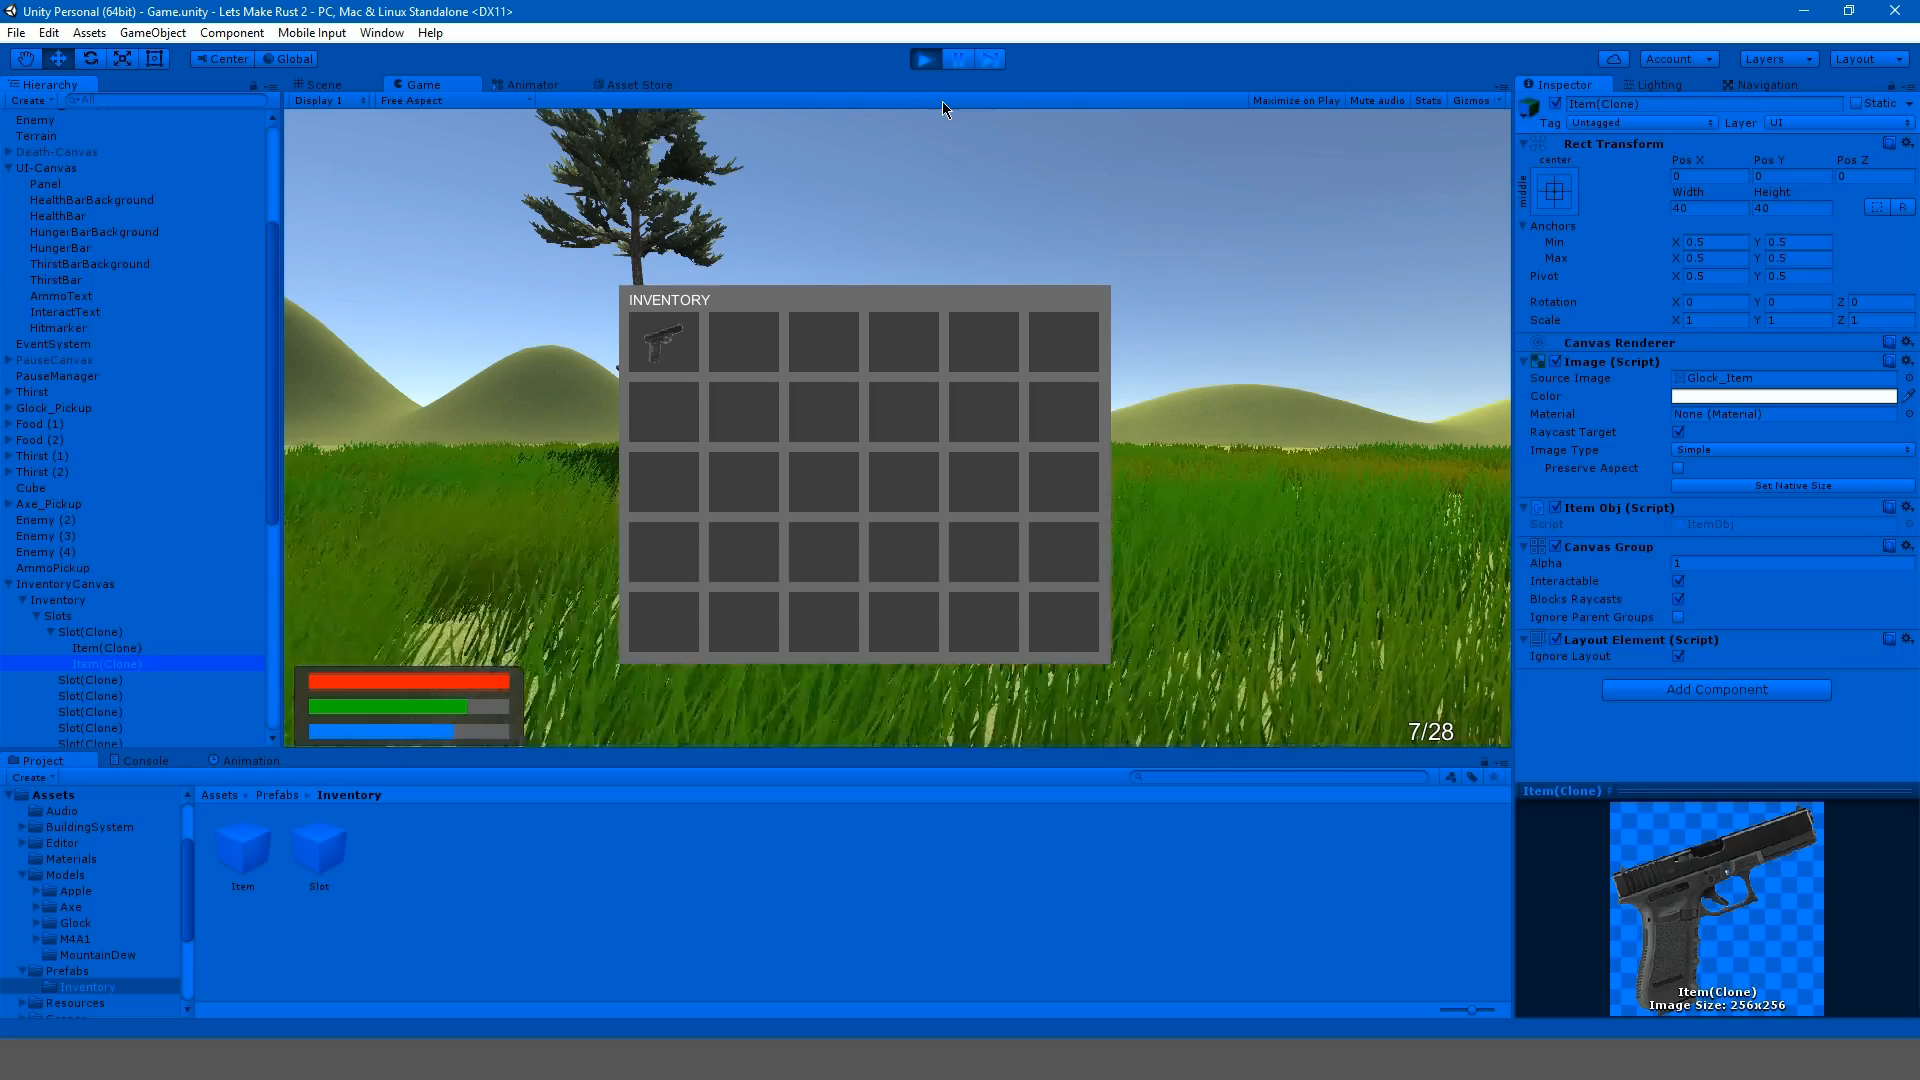 Unity Personal (64bit) - Game.unity - Lets Make Rust 2 - PC, Mac & Linux Standalone <DX11>
File Edit Assets GameObject Component Mobile Input Window Help
Center Global Account Layers Layout
Hierarchy
Create All
Enemy
Terrain
Death-Canvas
UI-Canvas
Panel
HealthBarBackground
HealthBar
HungerBarBackground
HungerBar
ThirstBarBackground
ThirstBar
AmmoText
InteractText
Hitmarker
EventSystem
PauseCanvas
PauseManager
Thirst
Glock_Pickup
Food (1)
Food (2)
Thirst (1)
Thirst (2)
Cube
Axe_Pickup
Enemy (2)
Enemy (3)
Enemy (4)
AmmoPickup
InventoryCanvas
Inventory
Slots
Slot(Clone)
Item(Clone)
Item(Clone)
Slot(Clone)
Slot(Clone)
Slot(Clone)
Slot(Clone)
Slot(Clone)
Scene Game Animator Asset Store
Display 1 Free Aspect Maximize on Play Mute audio Stats Gizmos
INVENTORY
7/28
Inspector Lighting Navigation
Item(Clone) Static
Tag Untagged Layer UI
Rect Transform
center Pos X Pos Y Pos Z
middle 0 0 0
Width Height
40 40 R
Anchors
Min X 0.5 Y 0.5
Max X 0.5 Y 0.5
Pivot X 0.5 Y 0.5
Rotation X 0 Y 0 Z 0
Scale X 1 Y 1 Z 1
Canvas Renderer
Image (Script)
Source Image Glock_Item
Color
Material None (Material)
Raycast Target
Image Type Simple
Preserve Aspect
Set Native Size
Item Obj (Script)
Script ItemObj
Canvas Group
Alpha 1
Interactable
Blocks Raycasts
Ignore Parent Groups
Layout Element (Script)
Ignore Layout
Add Component
Item(Clone)
Item(Clone)
Image Size: 256x256
Project Console Animation
Create
Assets
Audio
BuildingSystem
Editor
Materials
Models
Apple
Axe
Glock
M4A1
MountainDew
Prefabs
Inventory
Resources
Assets Prefabs Inventory
Item Slot